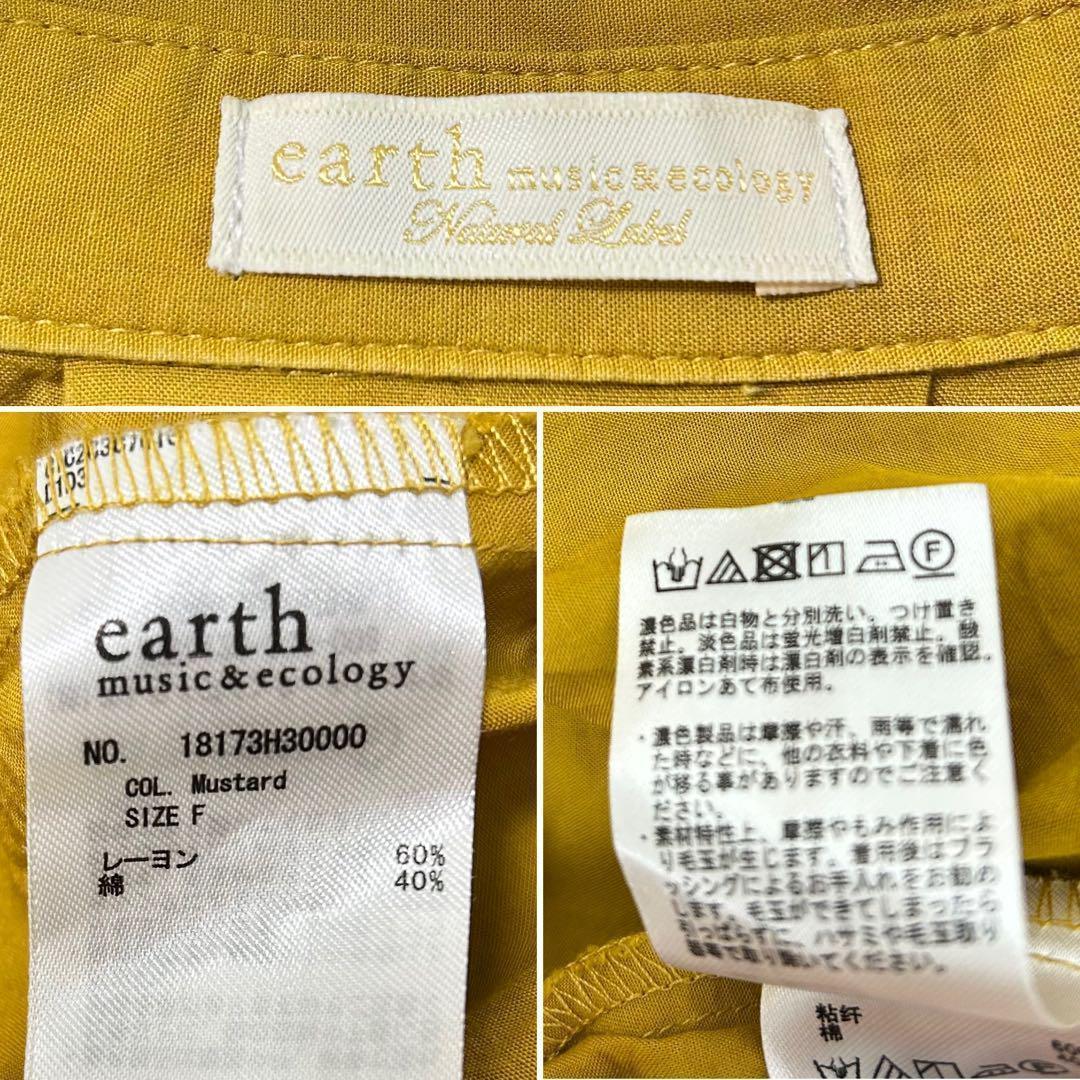 earth music&ecology
Natural Label
earth
music&ecology
NO. 18173H30000
COL. Mustard
SIZE F
レーヨン 60%
綿 40%
F
濃色品は白物と分別洗い。つけ置き
禁止。淡色品は蛍光増白剤禁止。酸
素系漂白剤時は漂白剤の表示を確認。
アイロンあて布使用。
・濃色製品は摩擦や汗、雨等で濡れ
た時などに、他の衣料や下着に色
が移る事がありますのでご注意く
ださい。
・素材特性上、摩擦やもみ作用によ
り毛玉が生じます。着用後はブラ
ッシングによるお手入れをお勧め
します。毛玉ができてしまったら
引っぱらずに、ハサミや毛玉取り
器等で取り除いてください。
粘纤
棉